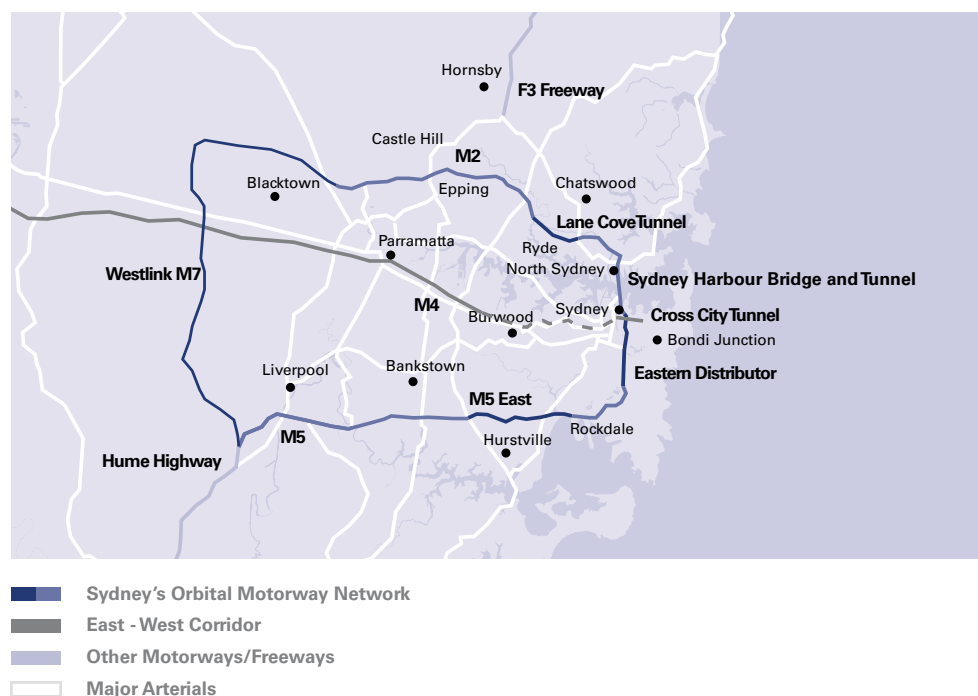 Hornsby
F3 Freeway
Castle Hill
M2
Blacktown
Epping
Chatswood
Lane Cove Tunnel
Parramatta
Ryde
North Sydney
Westlink M7
Sydney Harbour Bridge and Tunnel
M4
Sydney
Burwood
Cross City Tunnel
Bondi Junction
Liverpool
Bankstown
Eastern Distributor
M5 East
M5
Rockdale
Hurstville
Hume Highway
Sydney's Orbital Motorway Network
East - West Corridor
Other Motorways/Freeways
Major Arterials